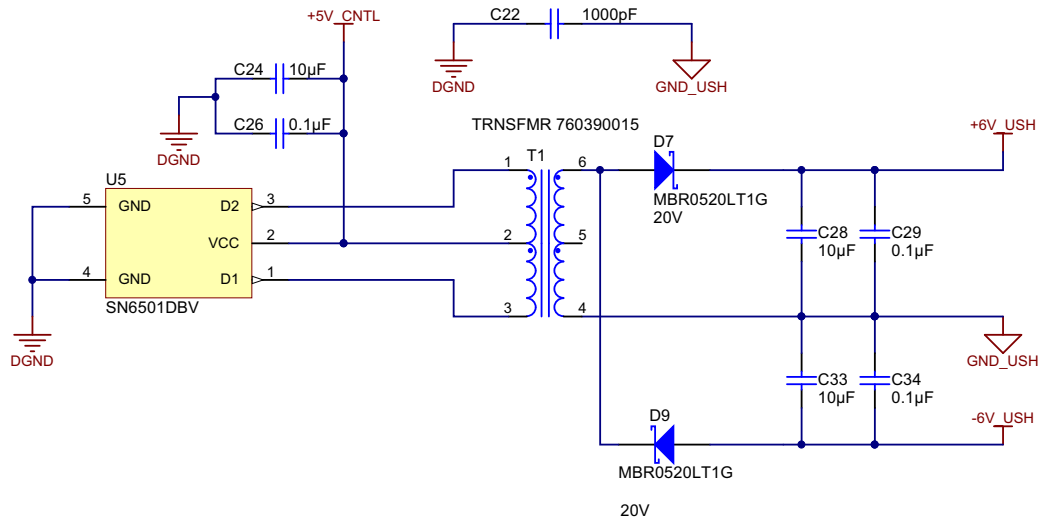 +5V_CNTL
C22 1000pF
DGND
GND_USH
C24 10µF
C26 0.1µF
DGND
TRNSFMR 760390015
T1
+6V_USH
D7
MBR0520LT1G
20V
U5
5 GND D2 3
VCC 2
4 GND D1 1
SN6501DBV
DGND
1 6
2 5
3 4
C28
10µF
C29
0.1µF
GND_USH
C33
10µF
C34
0.1µF
D9
MBR0520LT1G
20V
-6V_USH